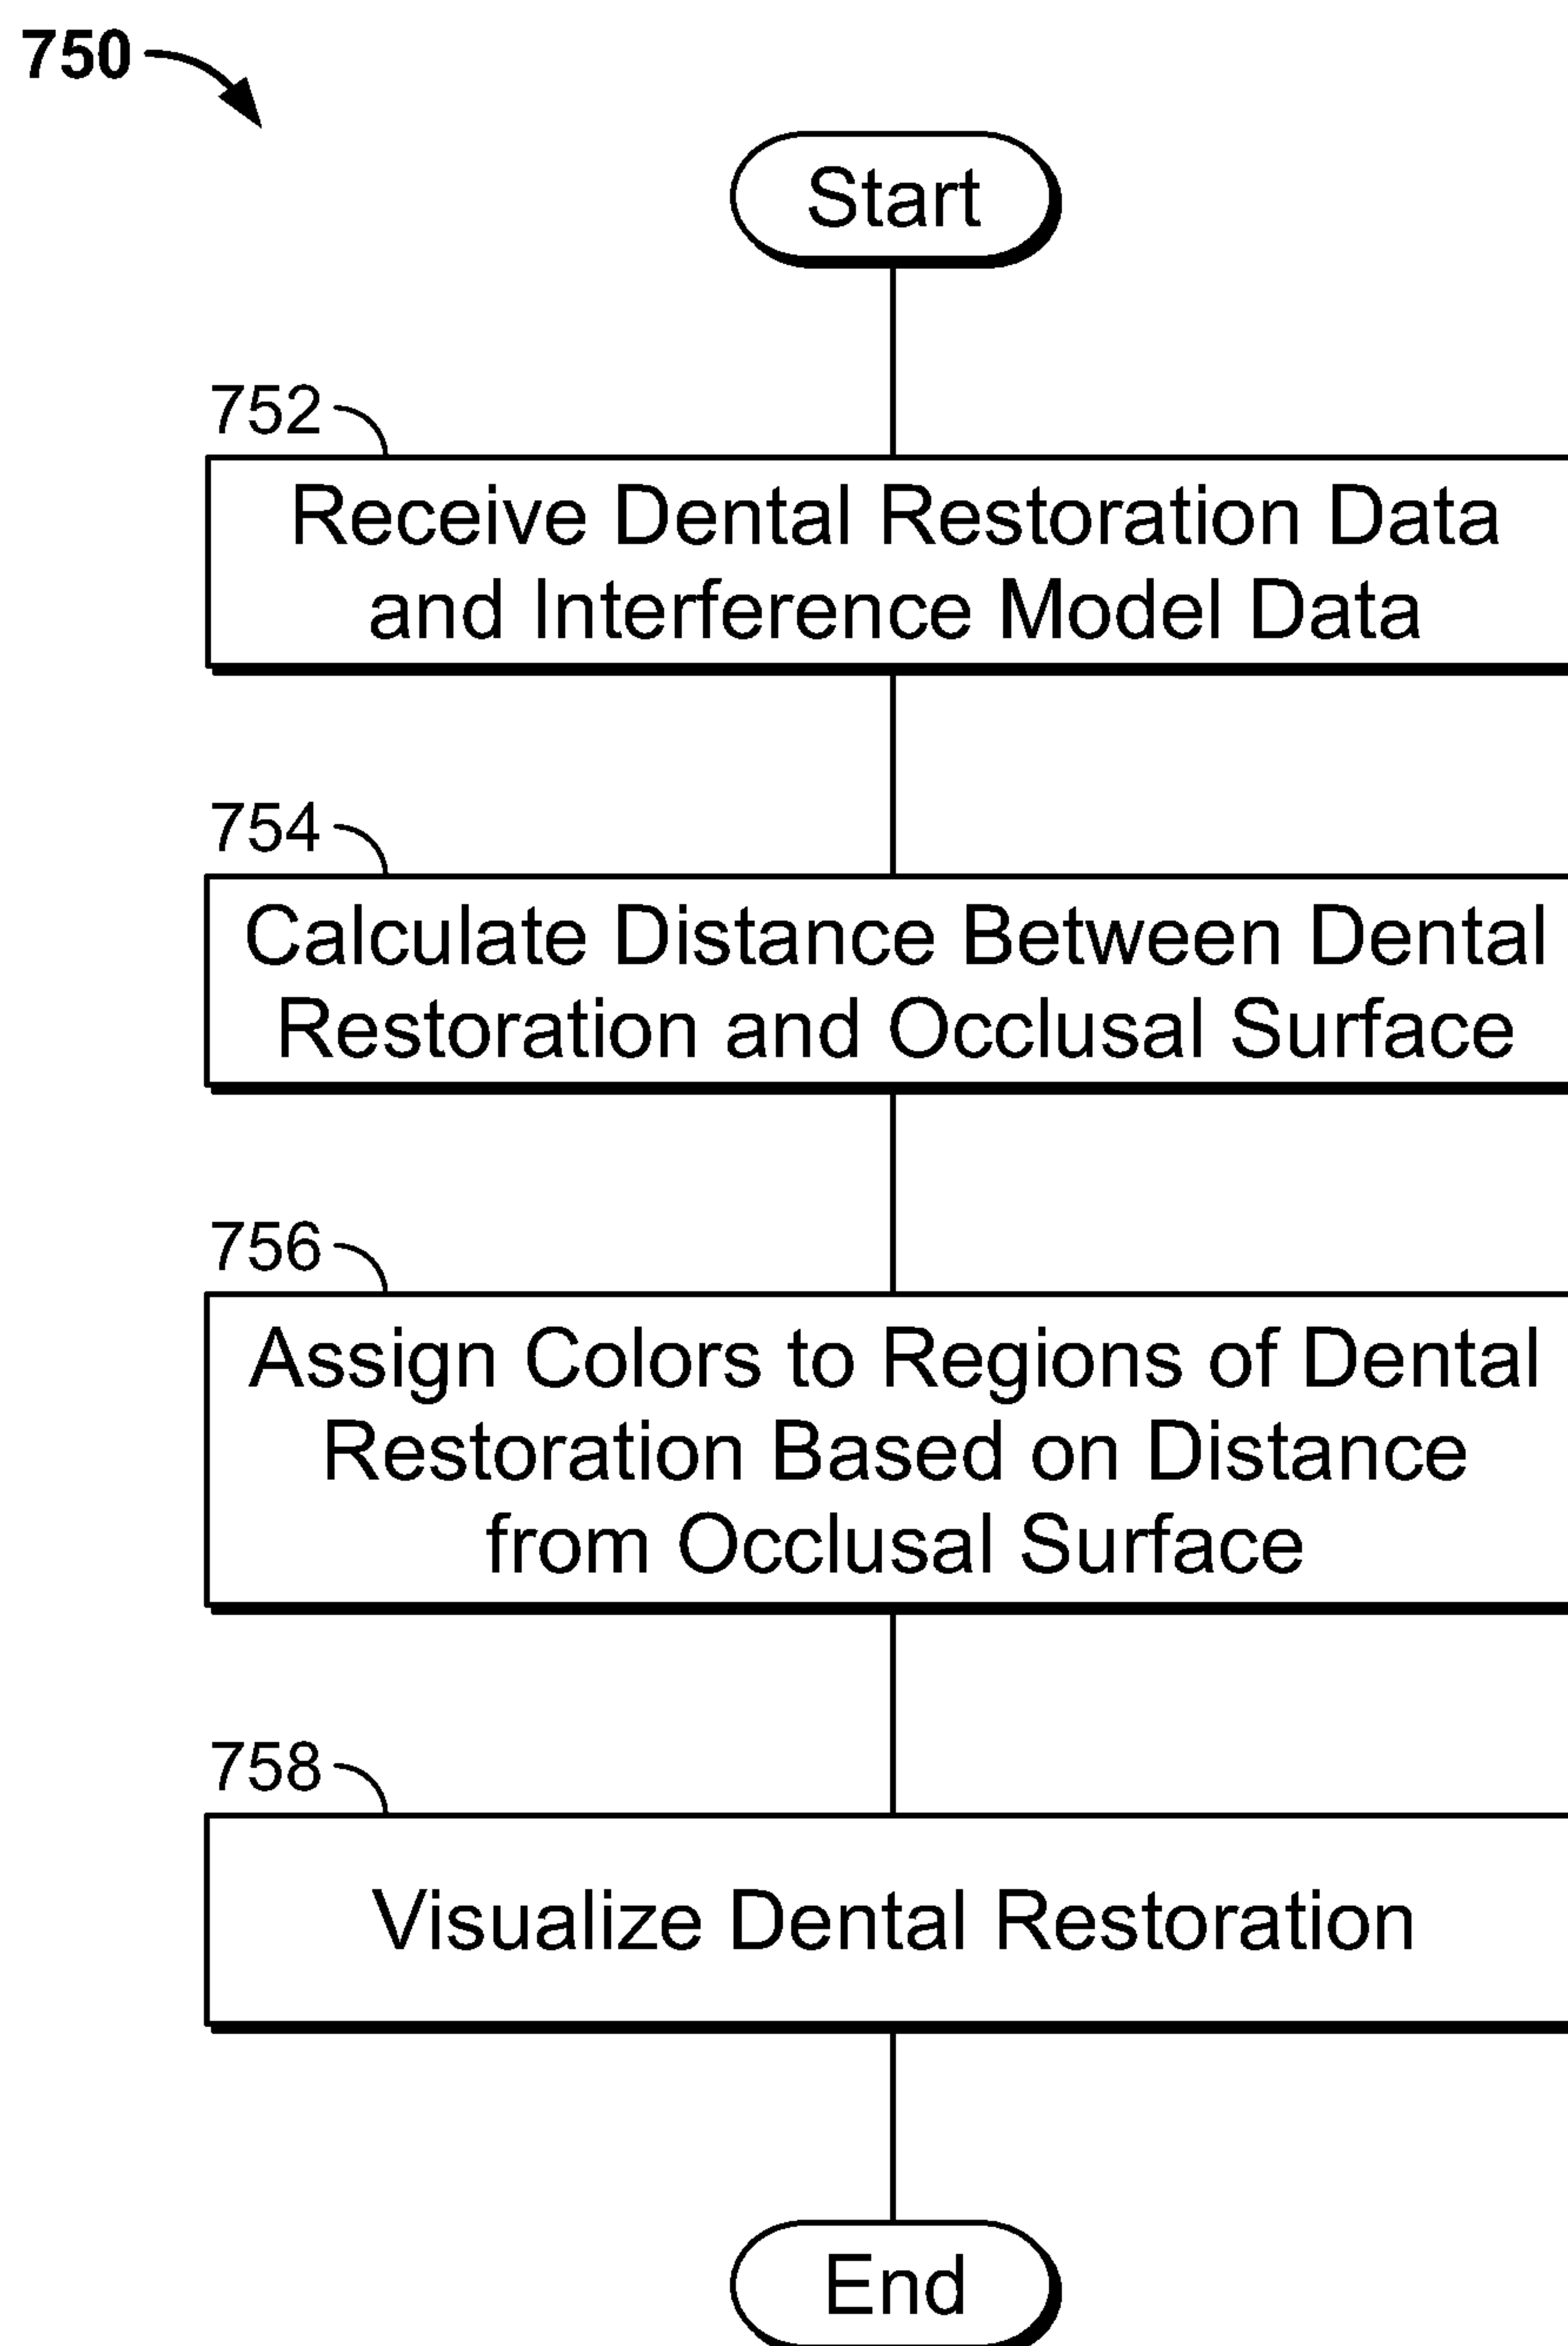 750
Start
752
Receive Dental Restoration Data
and Interference Model Data
754
Calculate Distance Between Dental
Restoration and Occlusal Surface
756
Assign Colors to Regions of Dental
Restoration Based on Distance
from Occlusal Surface
758
Visualize Dental Restoration
End